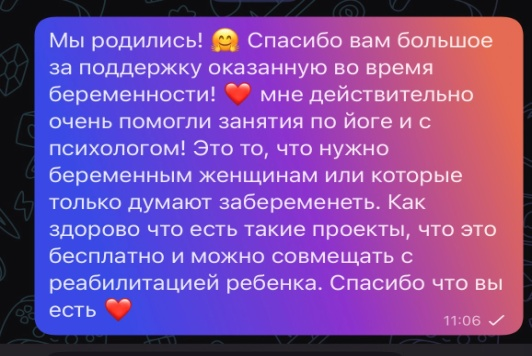 Мы родились! 🤗 Спасибо вам большое
за поддержку оказанную во время
беременности! ❤️ мне действительно
очень помогли занятия по йоге и с
психологом! Это то, что нужно
беременным женщинам или которые
только думают забеременеть. Как
здорово что есть такие проекты, что это
бесплатно и можно совмещать с
реабилитацией ребенка. Спасибо что вы
есть ❤️
11:06 ✓